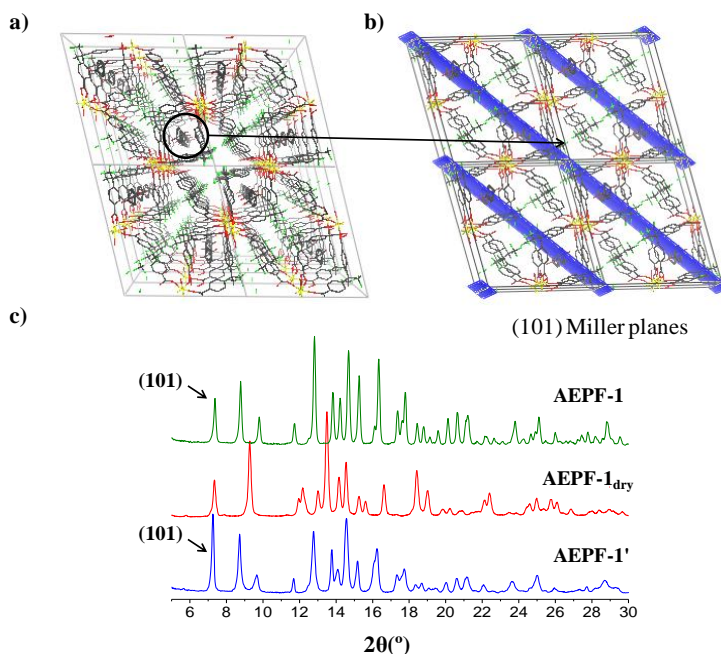 a)
b)
(101) Miller planes
c)
(101)
AEPF-1
AEPF-1dry
(101)
AEPF-1'
6 8 10 12 14 16 18 20 22 24 26 28 30
2θ(º)